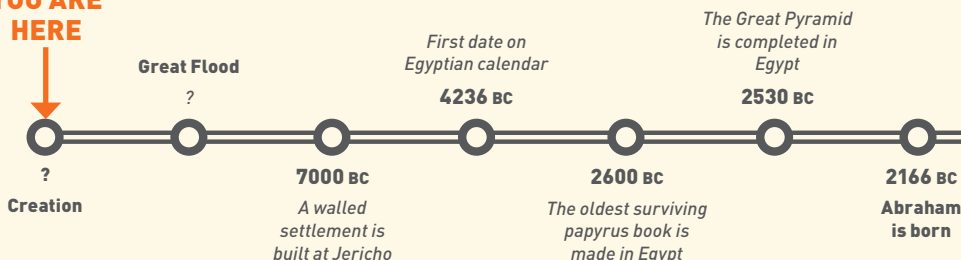 YOU ARE
HERE
?
Creation
Great Flood
?
7000 BC
A walled
settlement is
built at Jericho
First date on
Egyptian calendar
4236 BC
2600 BC
The oldest surviving
papyrus book is
made in Egypt
The Great Pyramid
is completed in
Egypt
2530 BC
2166 BC
Abraham
is born